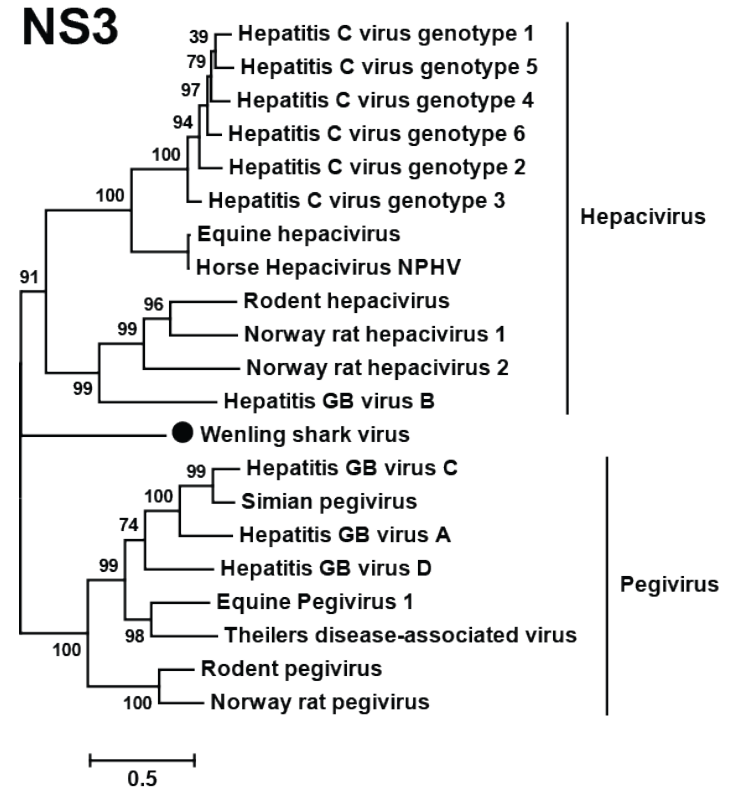 NS3
39
Hepatitis C virus genotype 1
79
Hepatitis C virus genotype 5
97
Hepatitis C virus genotype 4
94
Hepatitis C virus genotype 6
100
Hepatitis C virus genotype 2
100
Hepatitis C virus genotype 3
Hepacivirus
Equine hepacivirus
Horse Hepacivirus NPHV
91
96
Rodent hepacivirus
99
Norway rat hepacivirus 1
Norway rat hepacivirus 2
99
Hepatitis GB virus B
Wenling shark virus
99
Hepatitis GB virus C
100
Simian pegivirus
74
Hepatitis GB virus A
99
Hepatitis GB virus D
Pegivirus
Equine Pegivirus 1
98
Theilers disease-associated virus
100
Rodent pegivirus
100
Norway rat pegivirus
0.5